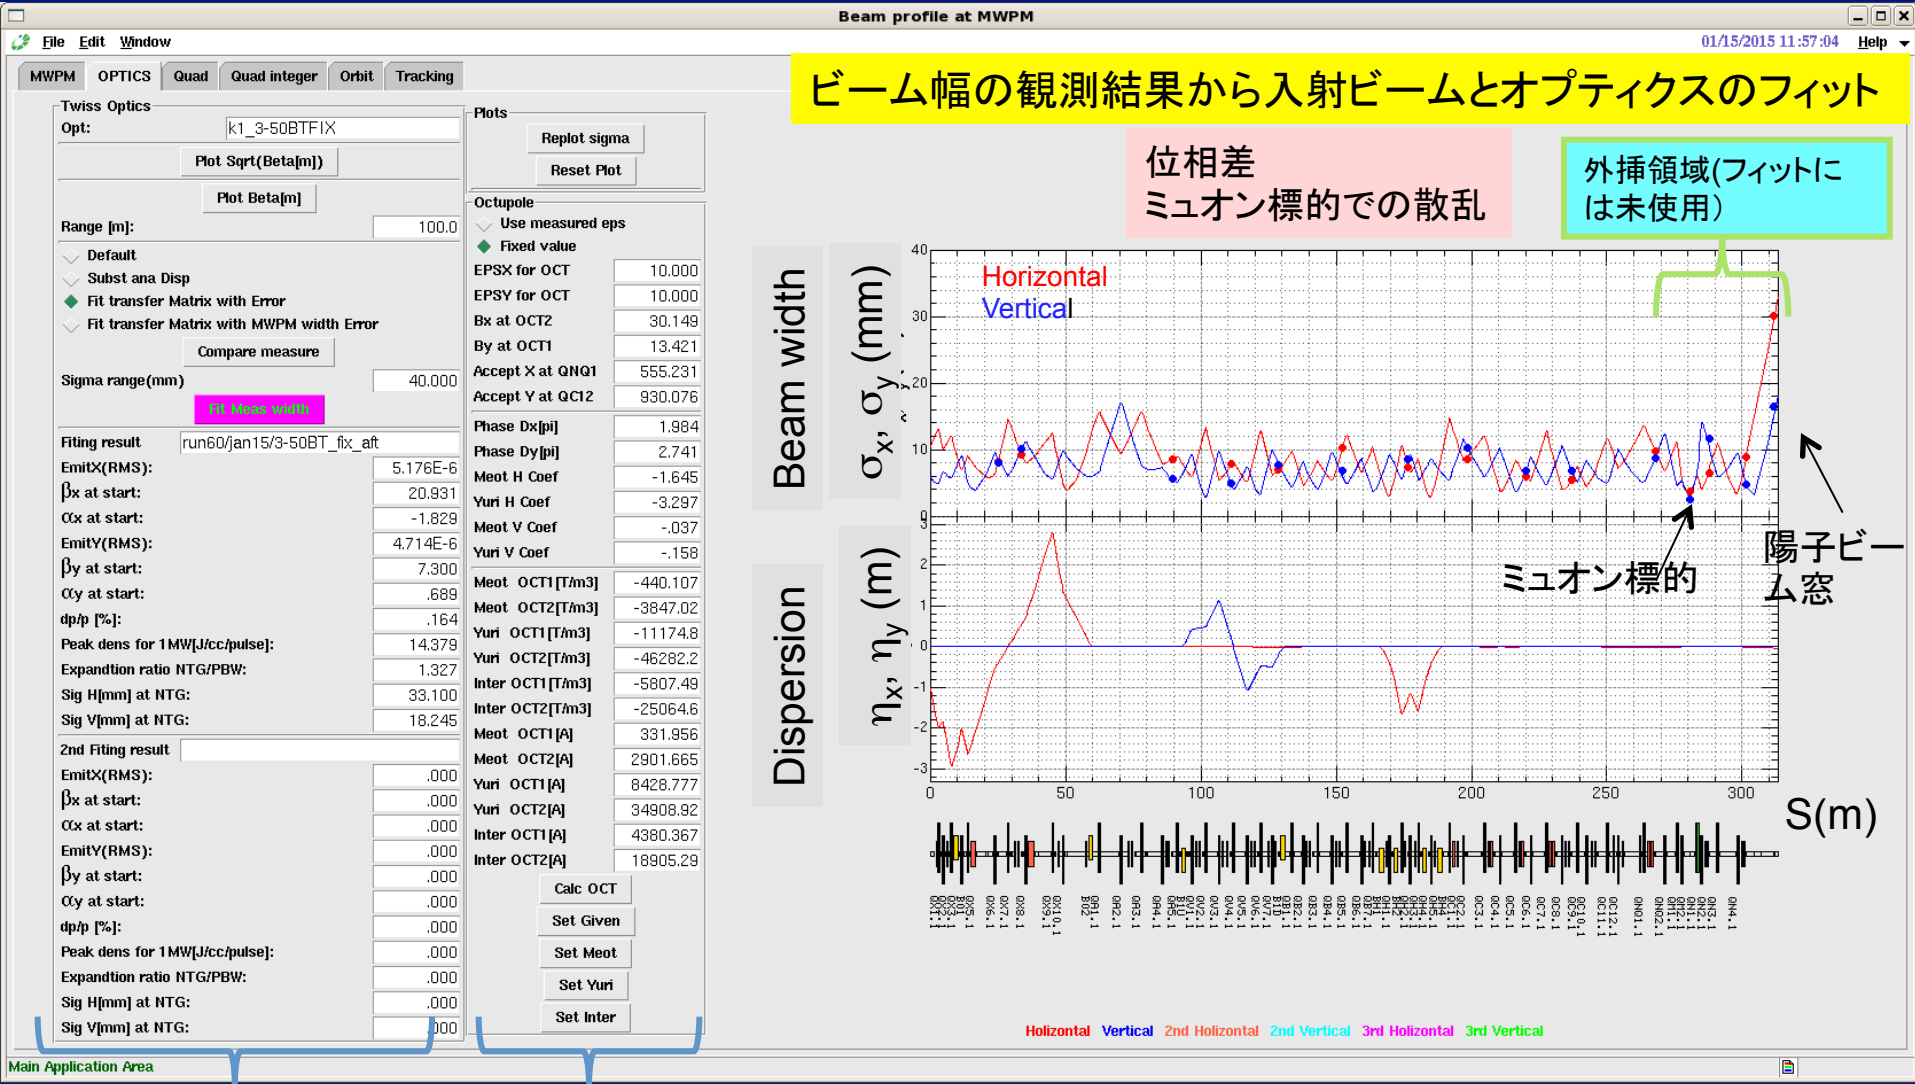 Beam profile at MWPM
File Edit Window
01/15/2015 11:57:04 Help
MWPM OPTICS Quad Quad integer Orbit Tracking
ビーム幅の観測結果から入射ビームとオプティクスのフィット
Twiss Optics
Opt: k1_3-50BTFIX
Plot Sqrt(Beta[m])
Plot Beta[m]
Range [m]: 100.0
Default
Subst ana Disp
Fit transfer Matrix with Error
Fit transfer Matrix with MWPM width Error
Compare measure
Sigma range(mm) 40.000
Fit Meas width
Fiting result run60/jan15/3-50BT_fix_aft
EmitX(RMS): 5.176E-6
βx at start: 20.931
αx at start: -1.829
EmitY(RMS): 4.714E-6
βy at start: 7.300
αy at start: .689
dp/p [%]: .164
Peak dens for 1MW[J/cc/pulse]: 14.379
Expandtion ratio NTG/PBW: 1.327
Sig H[mm] at NTG: 33.100
Sig V[mm] at NTG: 18.245
2nd Fiting result
EmitX(RMS): .000
βx at start: .000
αx at start: .000
EmitY(RMS): .000
βy at start: .000
αy at start: .000
dp/p [%]: .000
Peak dens for 1MW[J/cc/pulse]: .000
Expandtion ratio NTG/PBW: .000
Sig H[mm] at NTG: .000
Sig V[mm] at NTG: .000
Plots
Replot sigma
Reset Plot
Octupole
Use measured eps
Fixed value
EPSX for OCT 10.000
EPSY for OCT 10.000
Bx at OCT2 30.149
By at OCT1 13.421
Accept X at QNQ1 555.231
Accept Y at QC12 930.076
Phase Dx[pi] 1.984
Phase Dy[pi] 2.741
Meot H Coef -1.645
Yuri H Coef -3.297
Meot V Coef -.037
Yuri V Coef -.158
Meot OCT1[T/m3] -440.107
Meot OCT2[T/m3] -3847.02
Yuri OCT1[T/m3] -11174.8
Yuri OCT2[T/m3] -46282.2
Inter OCT1[T/m3] -5807.49
Inter OCT2[T/m3] -25064.6
Meot OCT1[A] 331.956
Meot OCT2[A] 2901.665
Yuri OCT1[A] 8428.777
Yuri OCT2[A] 34908.92
Inter OCT1[A] 4380.367
Inter OCT2[A] 18905.29
Calc OCT
Set Given
Set Meot
Set Yuri
Set Inter
位相差
ミュオン標的での散乱
外挿領域(フィットに
は未使用）
Beam width
σx, σy (mm)
Horizontal
Vertical
40
30
20
10
0
Dispersion
ηx, ηy (m)
3
2
1
0
-1
-2
-3
ミュオン標的
陽子ビー
ム窓
0 50 100 150 200 250 300
S(m)
Holizontal Vertical 2nd Holizontal 2nd Vertical 3rd Holizontal 3rd Vertical
Main Application Area